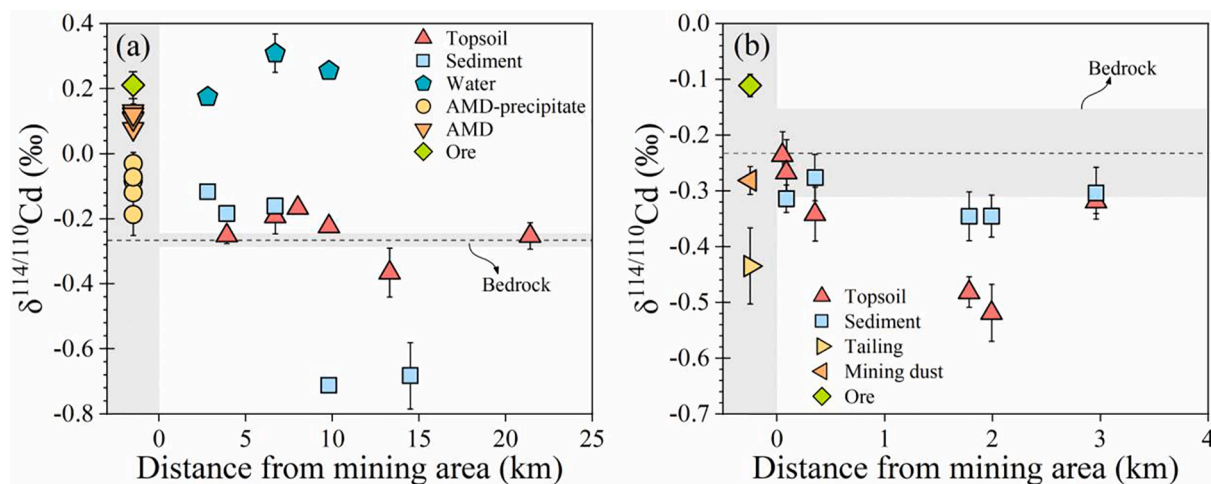 (a)
δ114/110Cd (‰)
0.4
0.2
0.0
-0.2
-0.4
-0.6
-0.8
Topsoil
Sediment
Water
AMD-precipitate
AMD
Ore
Bedrock
0 5 10 15 20 25
Distance from mining area (km)
(b)
δ114/110Cd (‰)
-0.0
-0.1
-0.2
-0.3
-0.4
-0.5
-0.6
-0.7
Bedrock
Topsoil
Sediment
Tailing
Mining dust
Ore
0 1 2 3 4
Distance from mining area (km)